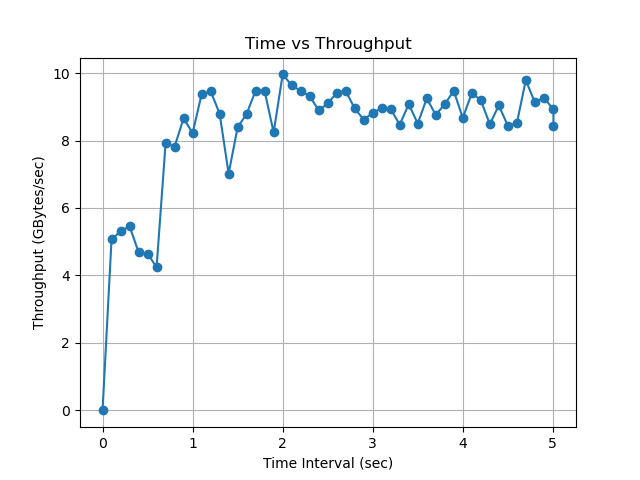 Time vs Throughput
Throughput (GBytes/sec)
10
8
6
4
2
0
0 1 2 3 4 5
Time Interval (sec)